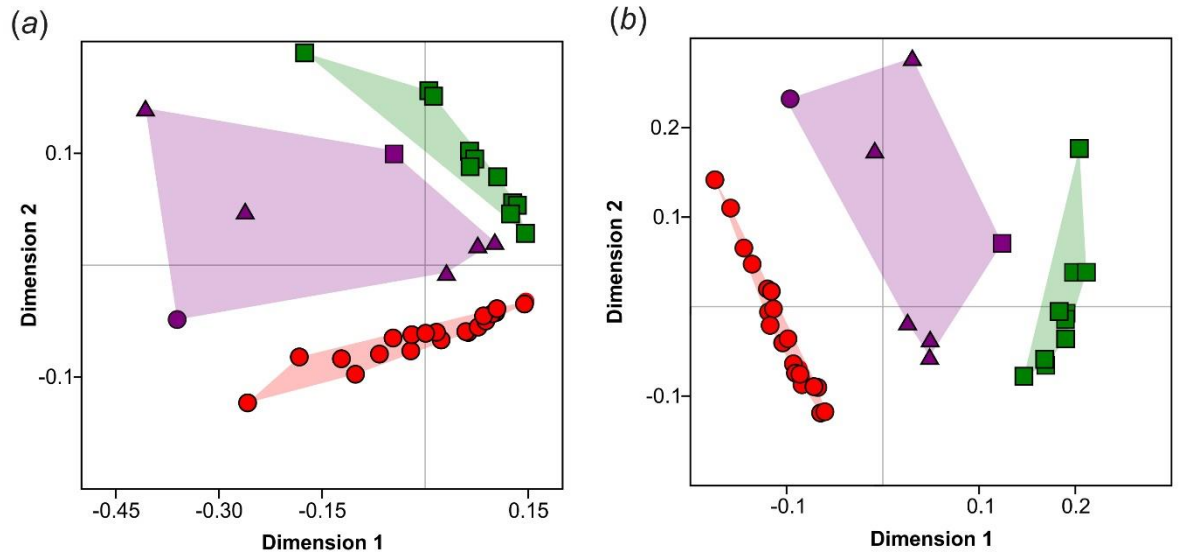 (a)
0.1
-0.1
Dimension 2
-0.45 -0.30 -0.15 0.15
Dimension 1
(b)
0.2
0.1
-0.1
Dimension 2
-0.1 0.1 0.2
Dimension 1